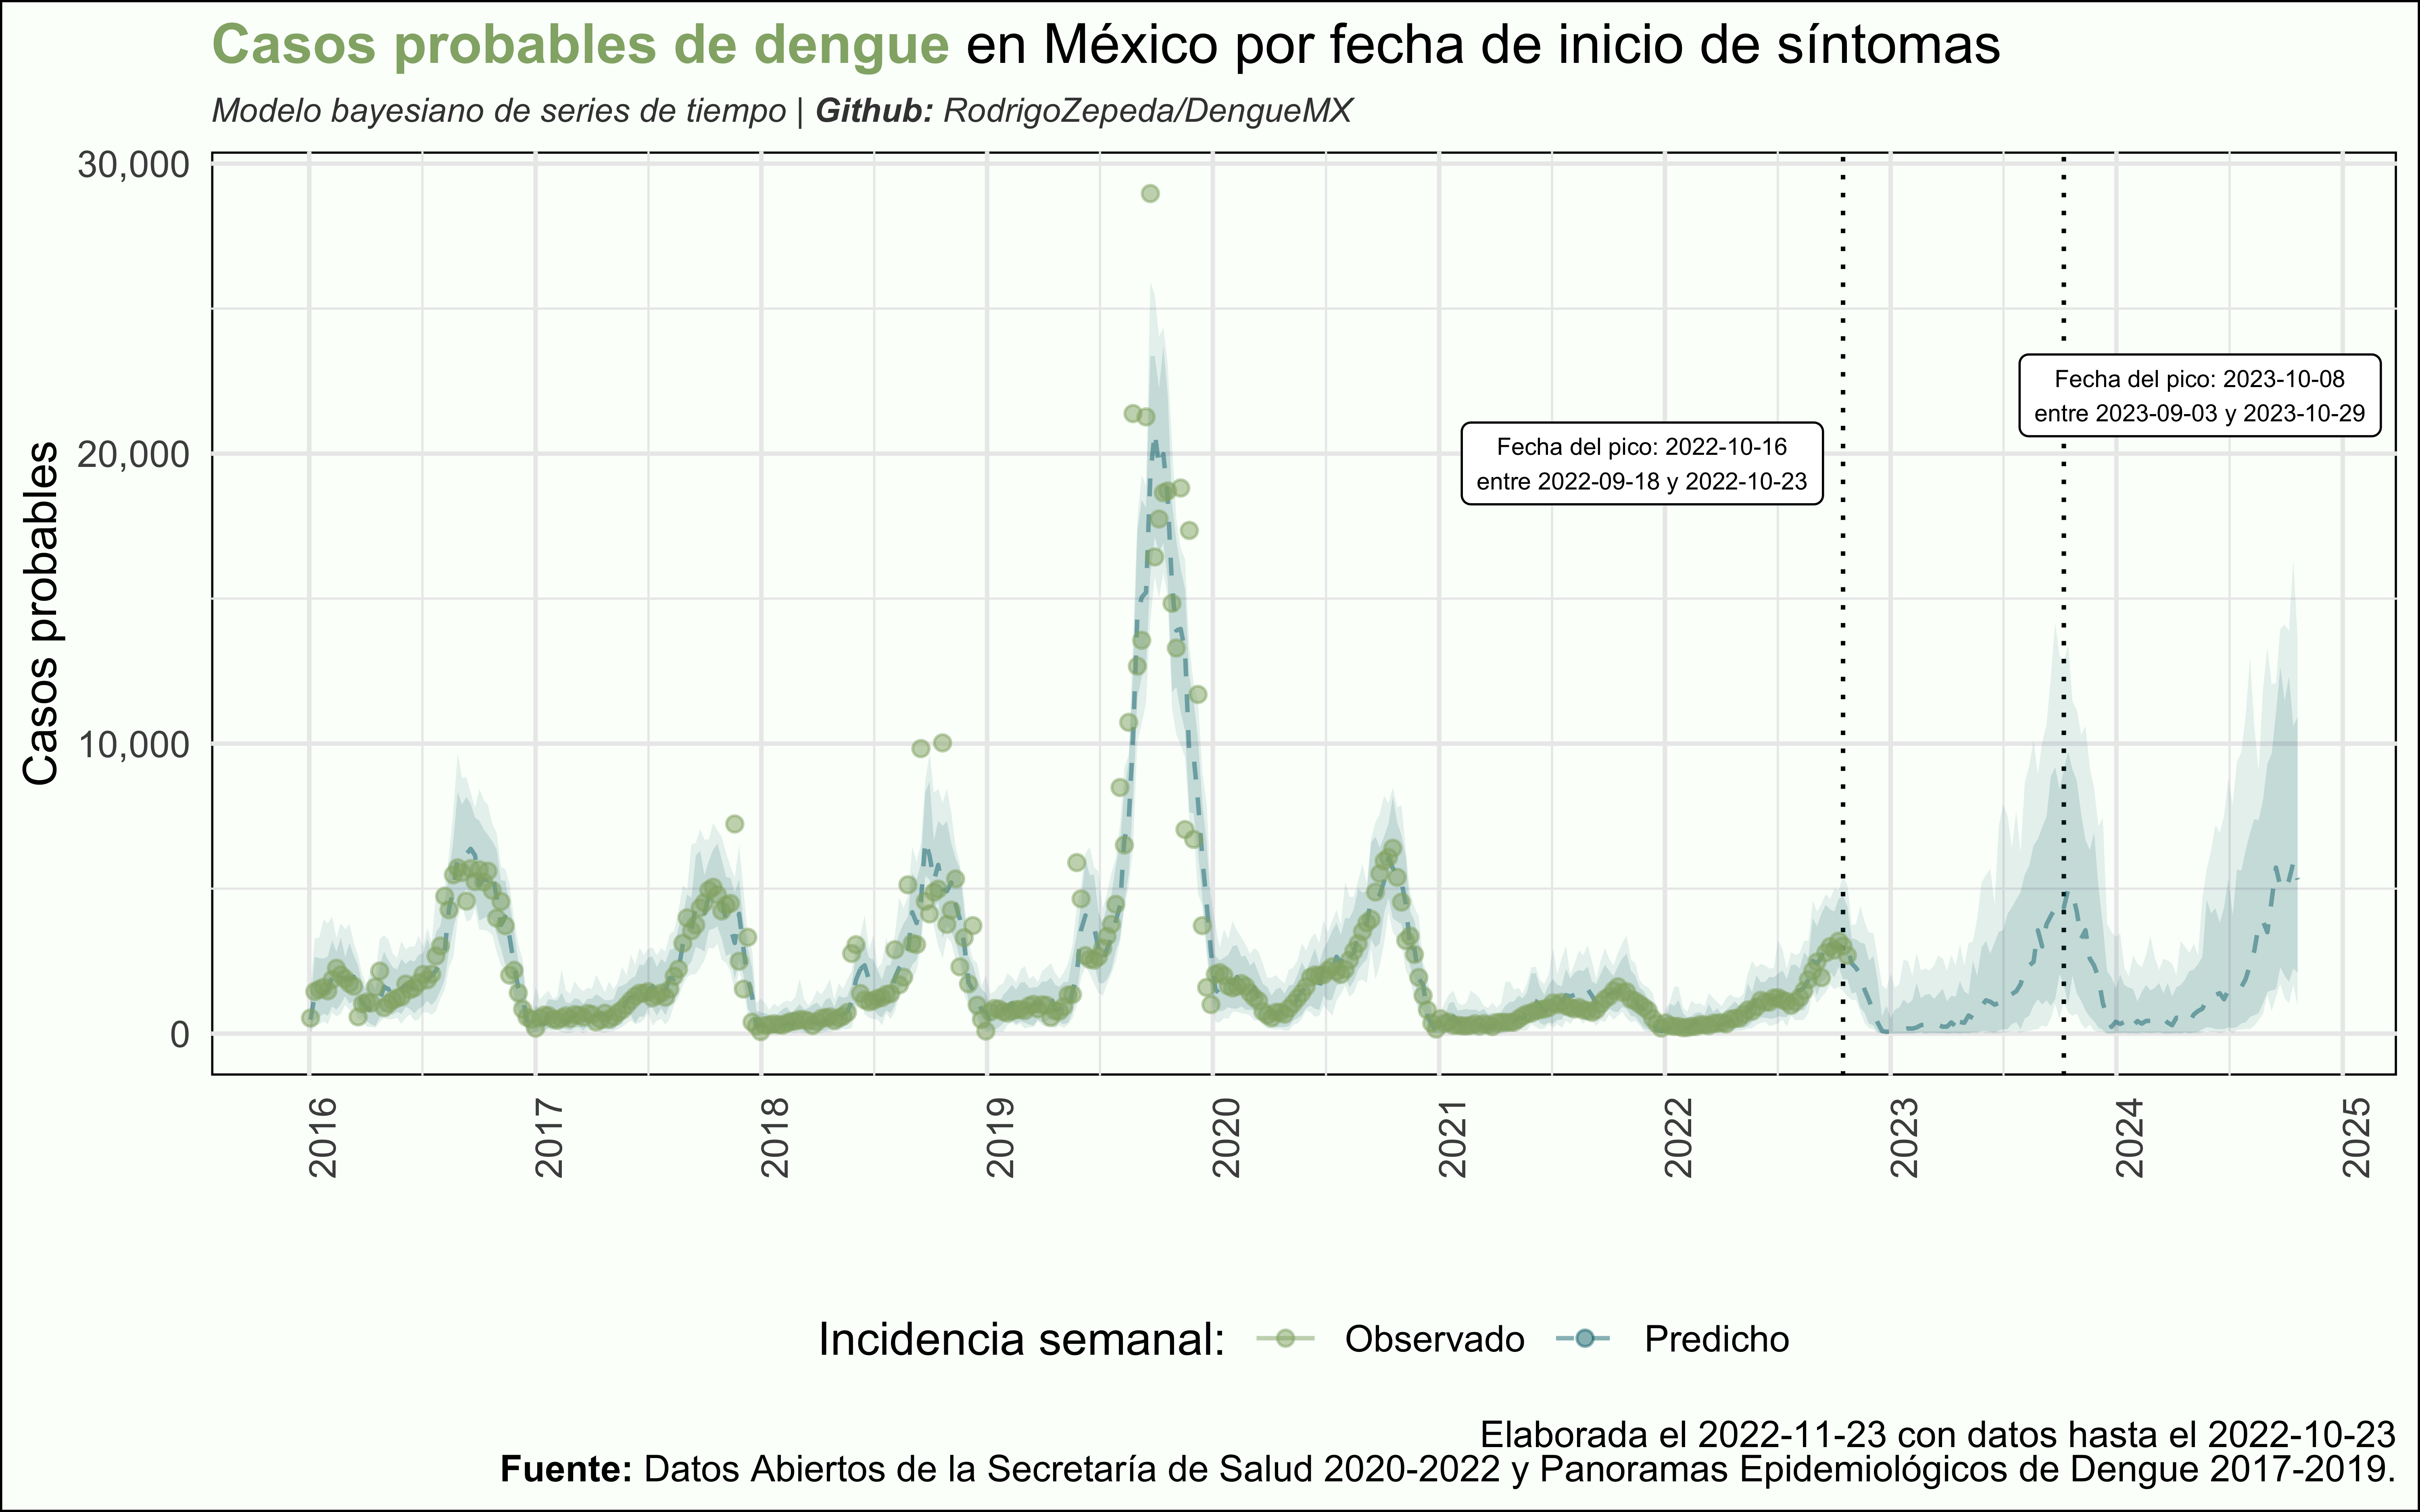 Casos probables de dengue en México por fecha de inicio de síntomas
Modelo bayesiano de series de tiempo | Github: RodrigoZepeda/DengueMX
Casos probables
30,000
20,000
10,000
0
Fecha del pico: 2022-10-16
entre 2022-09-18 y 2022-10-23
Fecha del pico: 2023-10-08
entre 2023-09-03 y 2023-10-29
2016
2017
2018
2019
2020
2021
2022
2023
2024
2025
Incidencia semanal: Observado Predicho
Elaborada el 2022-11-23 con datos hasta el 2022-10-23
Fuente: Datos Abiertos de la Secretaría de Salud 2020-2022 y Panoramas Epidemiológicos de Dengue 2017-2019.